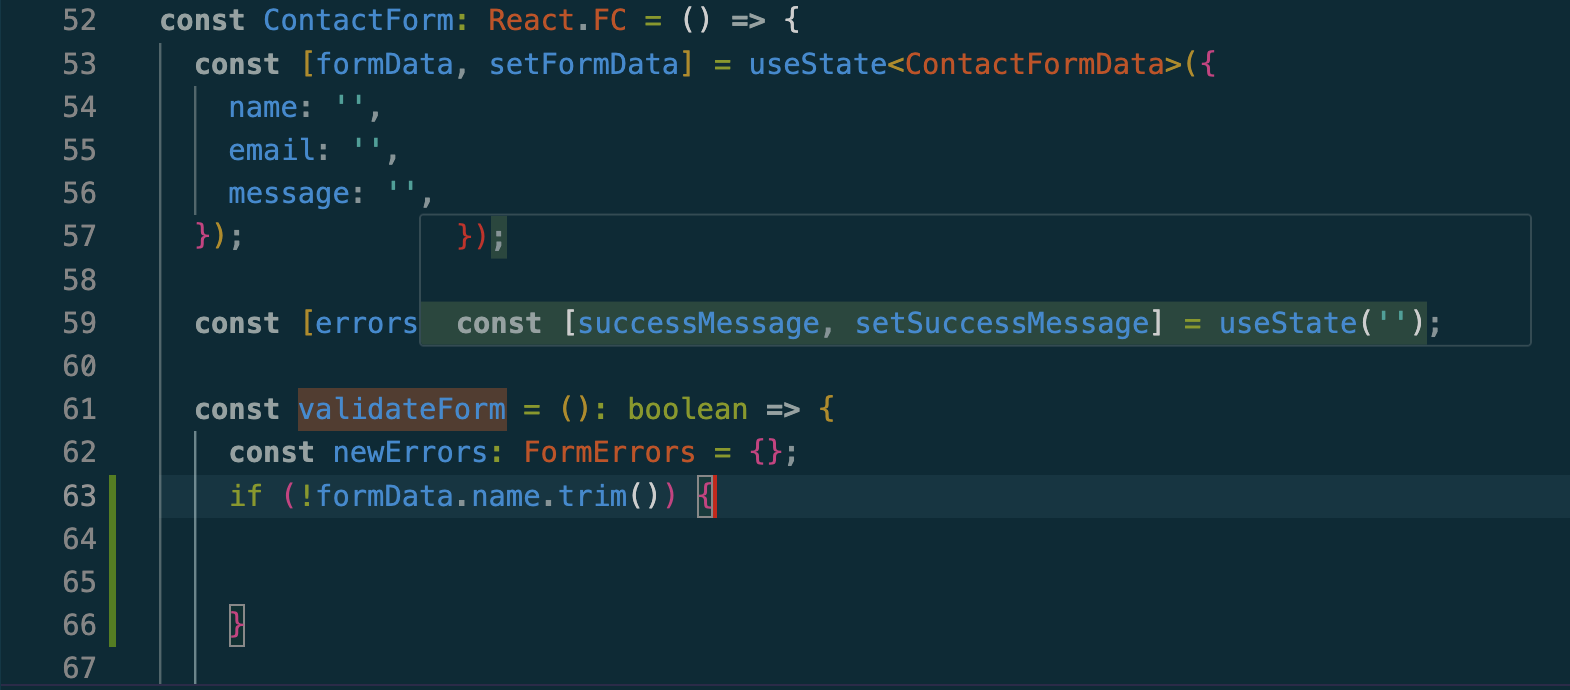 52 const ContactForm: React.FC = () => {
53 const [formData, setFormData] = useState<ContactFormData>({
54 name: '',
55 email: '',
56 message: '',
57 }); });
58
59 const [errors const [successMessage, setSuccessMessage] = useState('');
60
61 const validateForm = (): boolean => {
62 const newErrors: FormErrors = {};
63 if (!formData.name.trim()) {
64
65
66 }
67